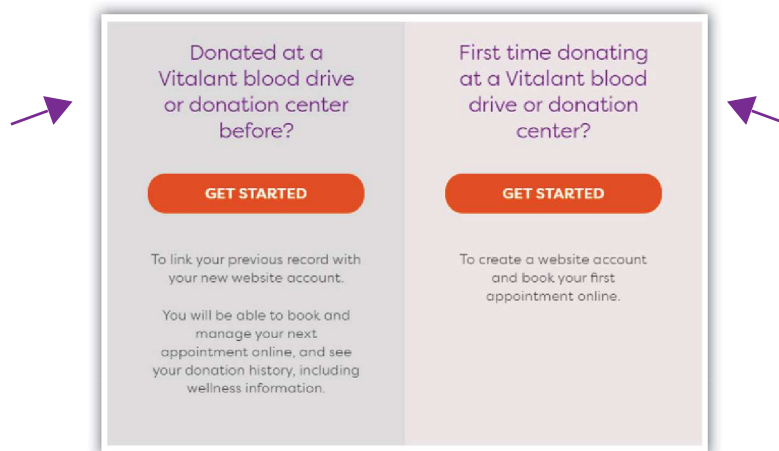 Donated at a
Vitalant blood drive
or donation center
before?
GET STARTED
To link your previous record with
your new website account.
You will be able to book and
manage your next
appointment online, and see
your donation history, including
wellness information.
First time donating
at a Vitalant blood
drive or donation
center?
GET STARTED
To create a website account
and book your first
appointment online.